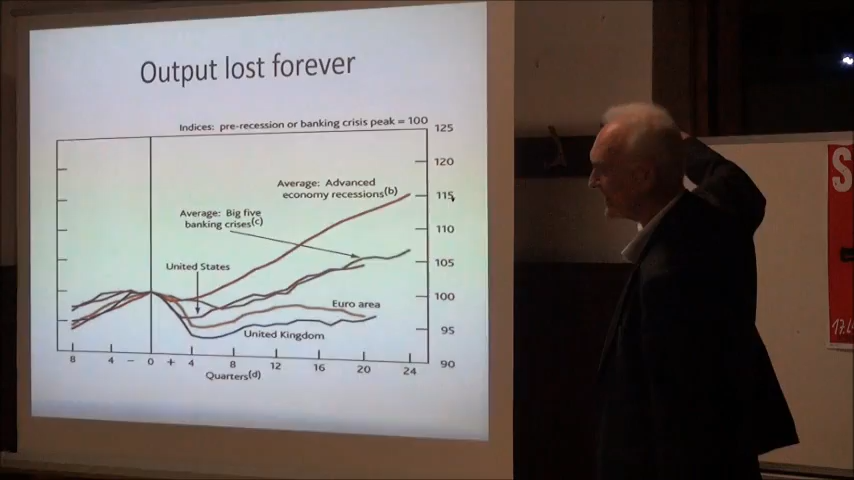 Output lost forever
Indices: pre-recession or banking crisis peak = 100
125
120
Average: Advanced
economy recessions(b)
115
Average: Big five
banking crises(c)
110
105
United States
100
Euro area
95
United Kingdom
90
8 4 – 0 + 4 8 12 16 20 24
Quarters(d)
S
17.4